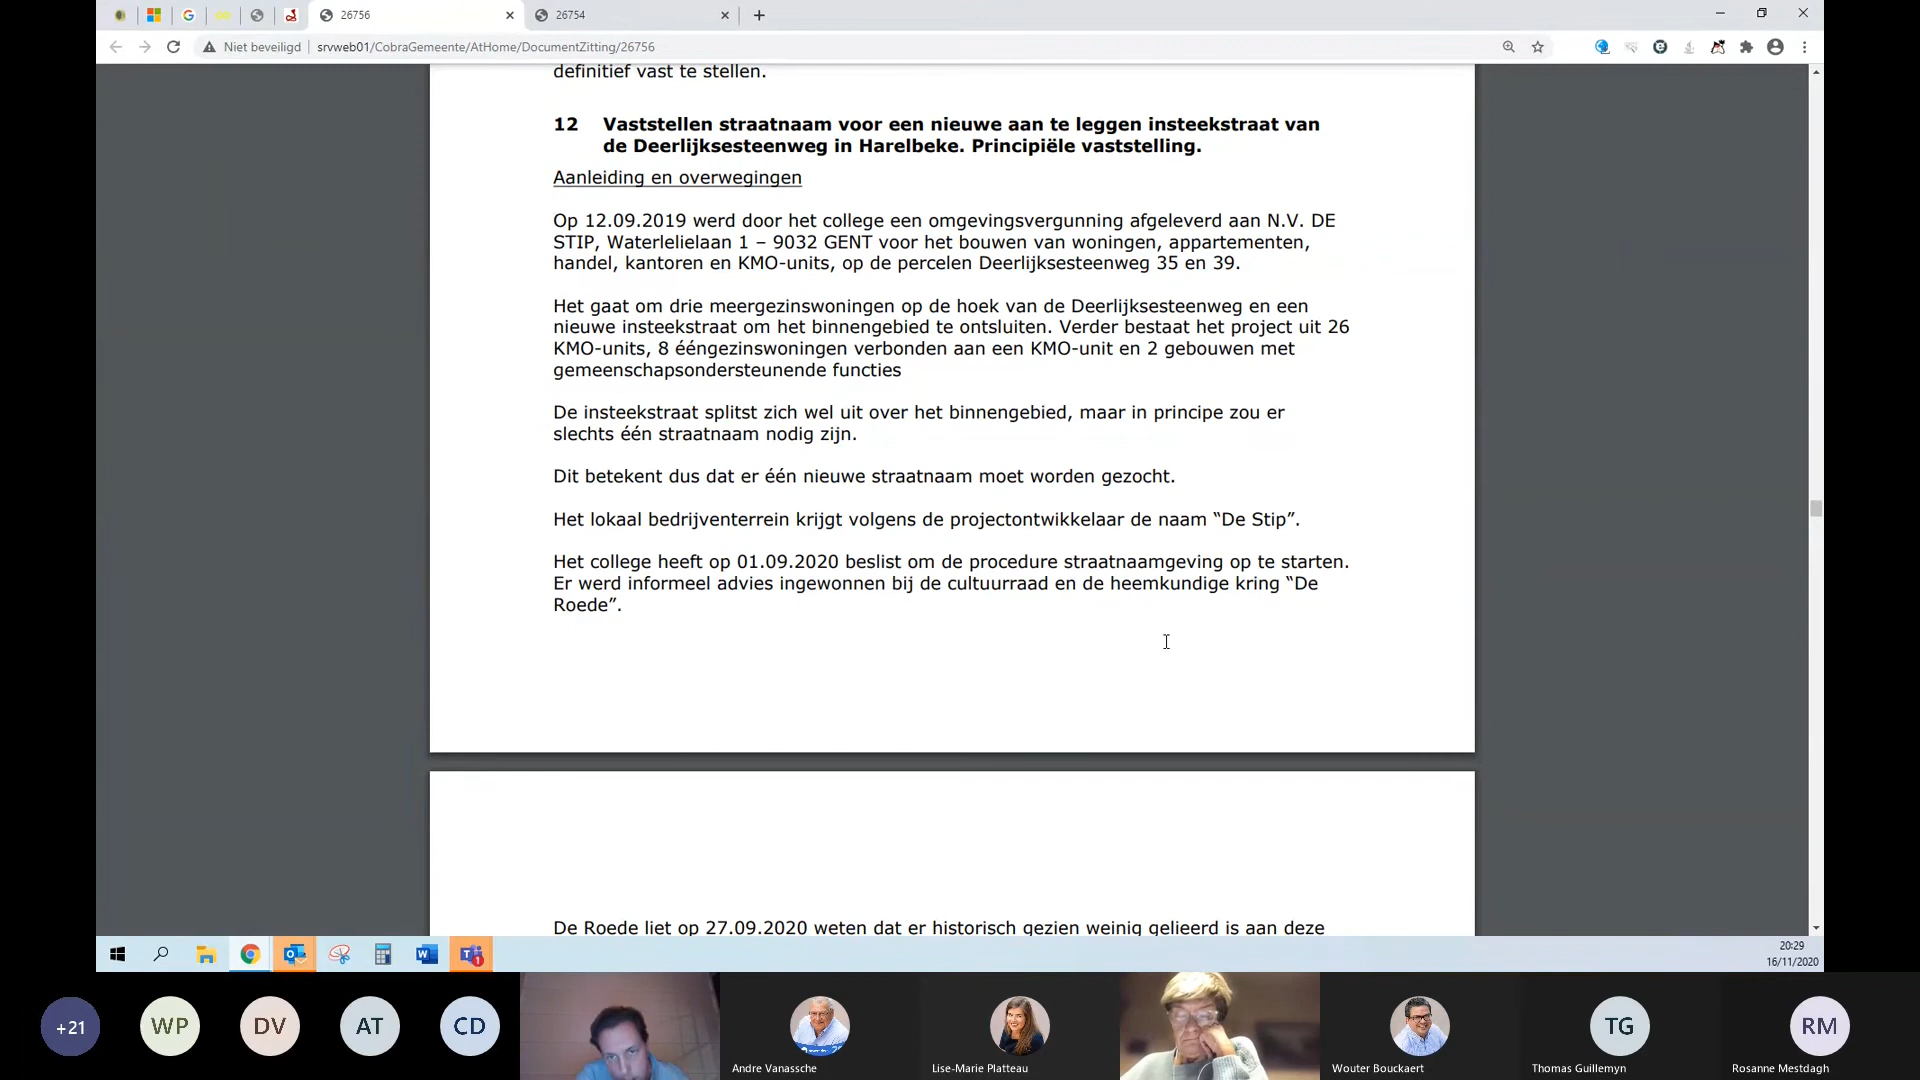 26756
26754
Niet beveiligd
srvweb01/CobraGemeente/AtHome/DocumentZitting/26756
definitief vast te stellen.
12 Vaststellen straatnaam voor een nieuwe aan te leggen insteekstraat van
de Deerlijksesteenweg in Harelbeke. Principiële vaststelling.
Aanleiding en overwegingen
Op 12.09.2019 werd door het college een omgevingsvergunning afgeleverd aan N.V. DE
STIP, Waterlelielaan 1 – 9032 GENT voor het bouwen van woningen, appartementen,
handel, kantoren en KMO-units, op de percelen Deerlijksesteenweg 35 en 39.
Het gaat om drie meergezinswoningen op de hoek van de Deerlijksesteenweg en een
nieuwe insteekstraat om het binnengebied te ontsluiten. Verder bestaat het project uit 26
KMO-units, 8 ééngezinswoningen verbonden aan een KMO-unit en 2 gebouwen met
gemeenschapsondersteunende functies
De insteekstraat splitst zich wel uit over het binnengebied, maar in principe zou er
slechts één straatnaam nodig zijn.
Dit betekent dus dat er één nieuwe straatnaam moet worden gezocht.
Het lokaal bedrijventerrein krijgt volgens de projectontwikkelaar de naam “De Stip”.
Het college heeft op 01.09.2020 beslist om de procedure straatnaamgeving op te starten.
Er werd informeel advies ingewonnen bij de cultuurraad en de heemkundige kring “De
Roede”.
De Roede liet op 27.09.2020 weten dat er historisch gezien weinig gelieerd is aan deze
20:29
16/11/2020
+21
WP
DV
AT
CD
Andre Vanassche
Lise-Marie Platteau
Wouter Bouckaert
TG
Thomas Guillemyn
RM
Rosanne Mestdagh